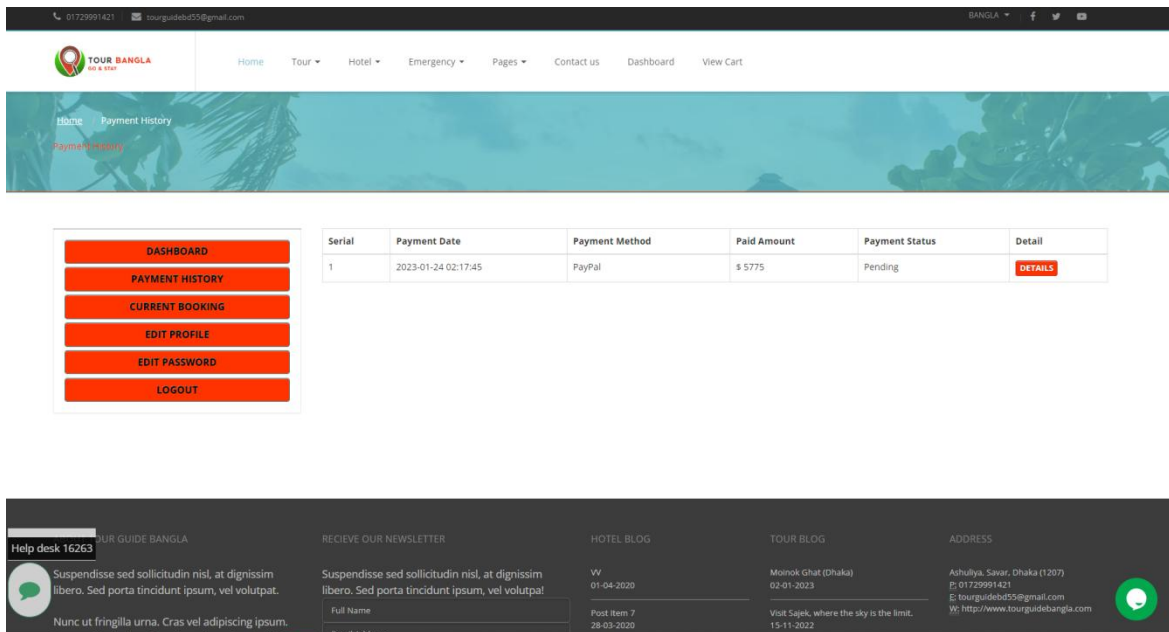 01729991421 tourguidebd55@gmail.com BANGLA
TOUR BANGLA
GO & STAY
Home Tour Hotel Emergency Pages Contact us Dashboard View Cart
Home / Payment History
Payment History
DASHBOARD
PAYMENT HISTORY
CURRENT BOOKING
EDIT PROFILE
EDIT PASSWORD
LOGOUT
Serial Payment Date Payment Method Paid Amount Payment Status Detail
1 2023-01-24 02:17:45 PayPal $ 5775 Pending DETAILS
Help desk 16263
OUR GUIDE BANGLA
Suspendisse sed sollicitudin nisl, at dignissim
libero. Sed porta tincidunt ipsum, vel volutpat.
Nunc ut fringilla urna. Cras vel adipiscing ipsum.
RECIEVE OUR NEWSLETTER
Suspendisse sed sollicitudin nisl, at dignissim
libero. Sed porta tincidunt ipsum, vel volutpa!
Full Name
HOTEL BLOG
VV
01-04-2020
Post Item 7
28-03-2020
TOUR BLOG
Moinok Ghat (Dhaka)
02-01-2023
Visit Sajek, where the sky is the limit.
15-11-2022
ADDRESS
Ashuliya, Savar, Dhaka (1207)
P: 01729991421
E: tourguidebd55@gmail.com
W: http://www.tourguidebangla.com